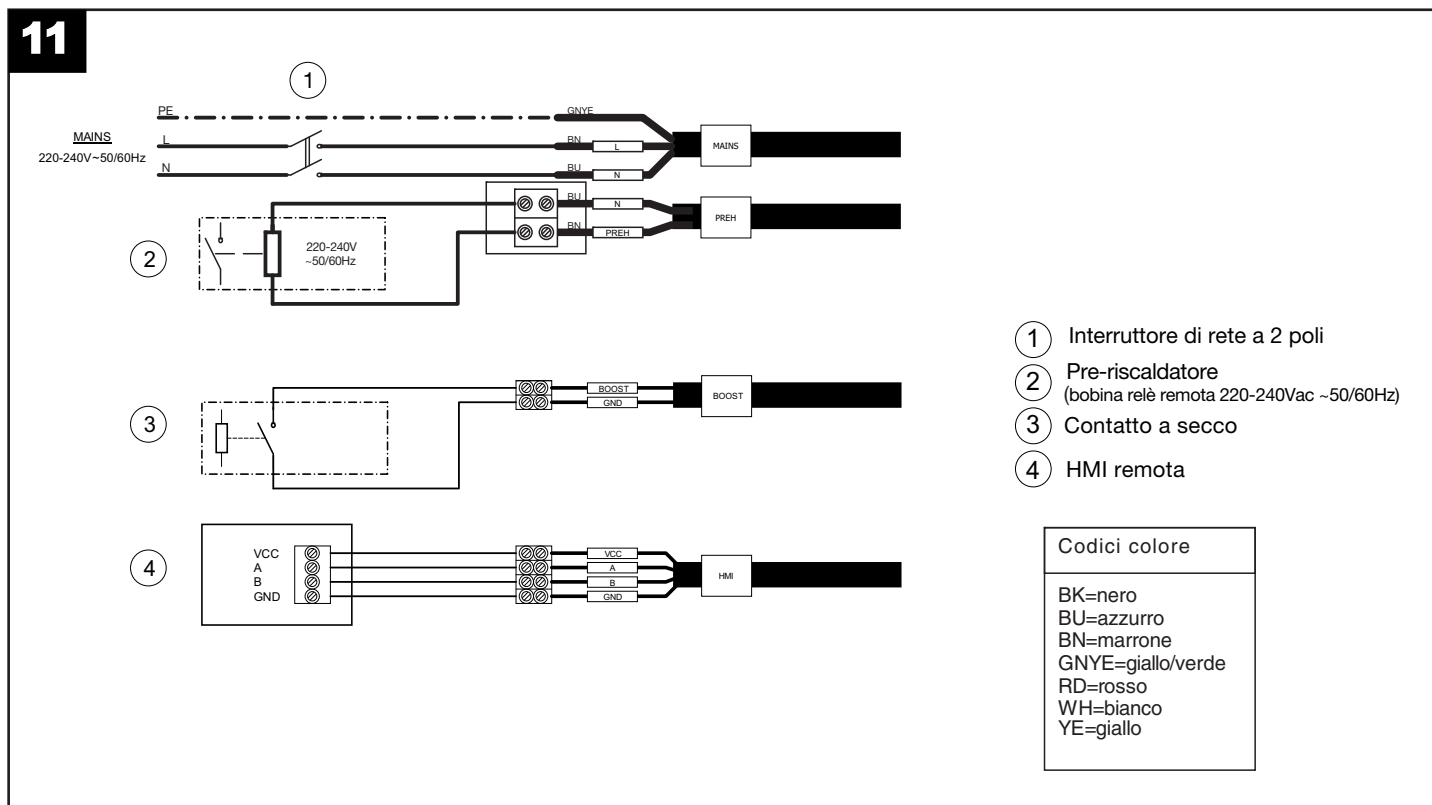 11
1
PE
GNYE
MAINS
220-240V~50/60Hz
L
BN
L
MAINS
N
BU
N
BU
N
PREH
BN
PREH
2
220-240V
~50/60Hz
BOOST
GND
BOOST
3
4
VCC
A
B
GND
VCC
A
B
GND
HMI
1 Interruttore di rete a 2 poli
2 Pre-riscaldatore
(bobina relè remota 220-240Vac ~50/60Hz)
3 Contatto a secco
4 HMI remota
Codici colore
BK=nero
BU=azzurro
BN=marrone
GNYE=giallo/verde
RD=rosso
WH=bianco
YE=giallo